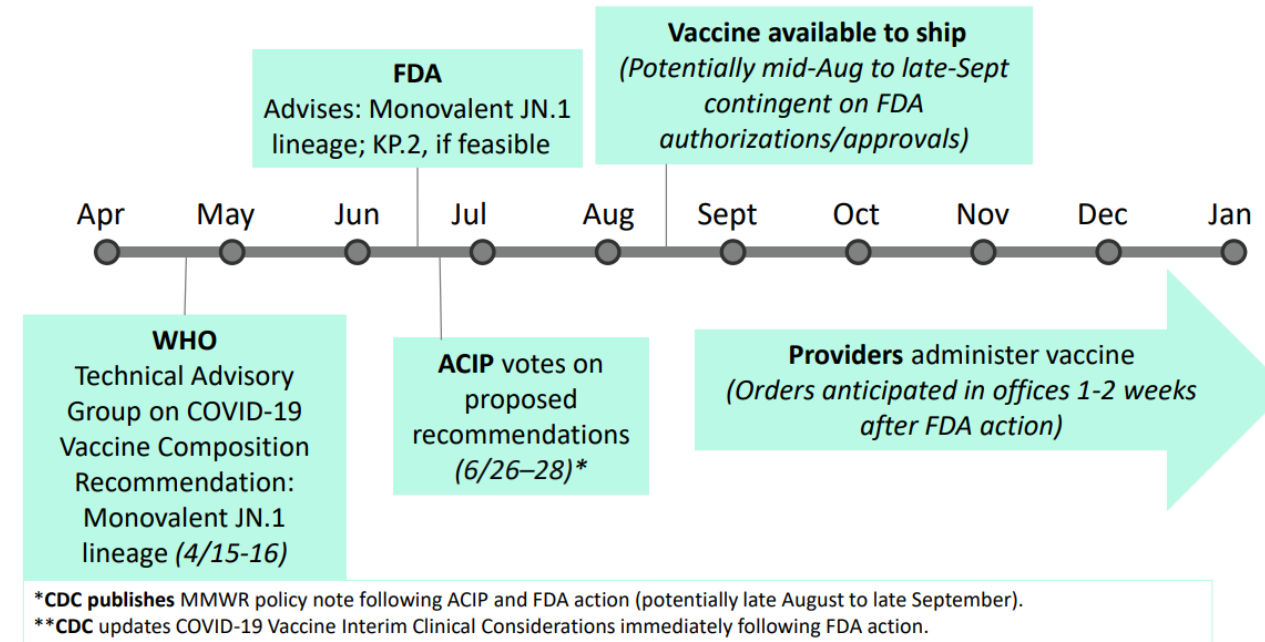 FDA
Advises: Monovalent JN.1
lineage; KP.2, if feasible
Vaccine available to ship
(Potentially mid-Aug to late-Sept
contingent on FDA
authorizations/approvals)
Apr May Jun Jul Aug Sept Oct Nov Dec Jan
WHO
Technical Advisory
Group on COVID-19
Vaccine Composition
Recommendation:
Monovalent JN.1
lineage (4/15-16)
ACIP votes on
proposed
recommendations
(6/26–28)*
Providers administer vaccine
(Orders anticipated in offices 1-2 weeks
after FDA action)
*CDC publishes MMWR policy note following ACIP and FDA action (potentially late August to late September).
**CDC updates COVID-19 Vaccine Interim Clinical Considerations immediately following FDA action.